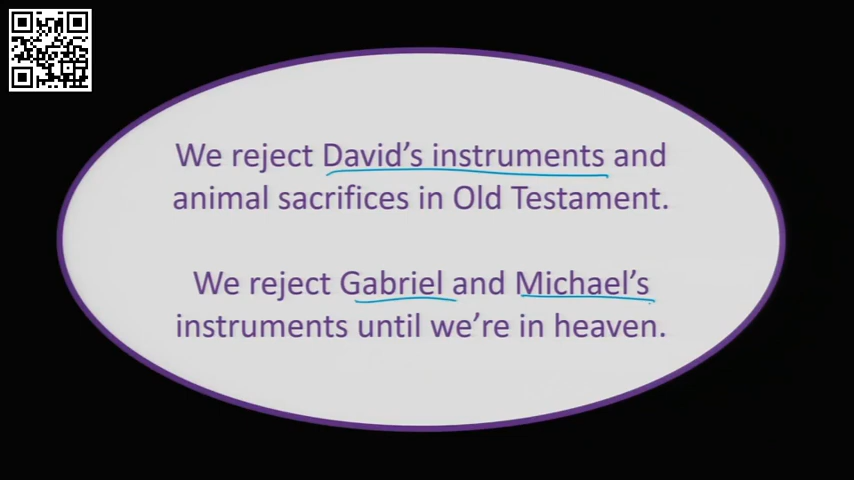 We reject David’s instruments and
animal sacrifices in Old Testament.
We reject Gabriel and Michael’s
instruments until we’re in heaven.